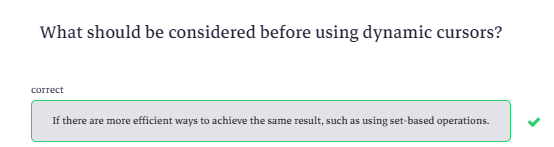 What should be considered before using dynamic cursors?
correct
If there are more efficient ways to achieve the same result, such as using set-based operations.